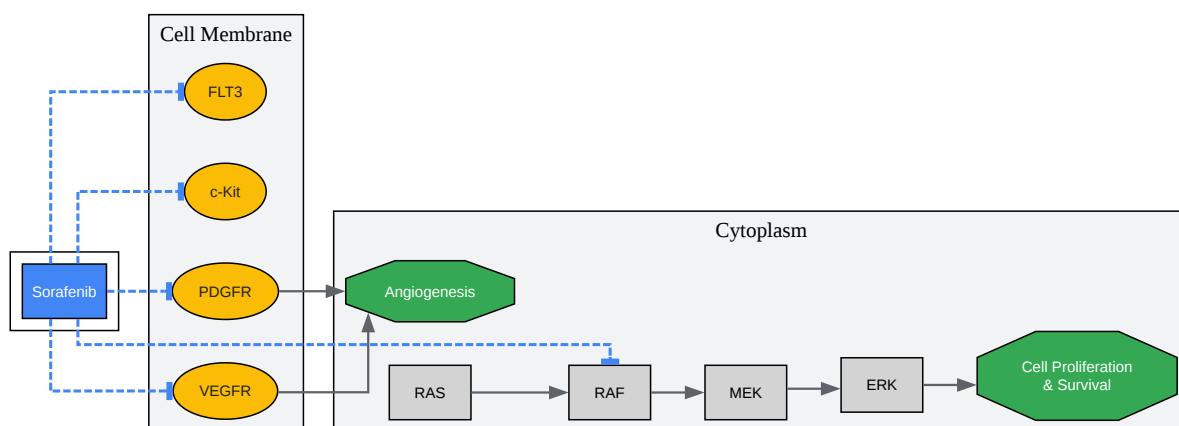 Cell Membrane
FLT3
c-Kit
Cytoplasm
Sorafenib
PDGFR
Angiogenesis
VEGFR
RAS
RAF
MEK
ERK
Cell Proliferation
& Survival